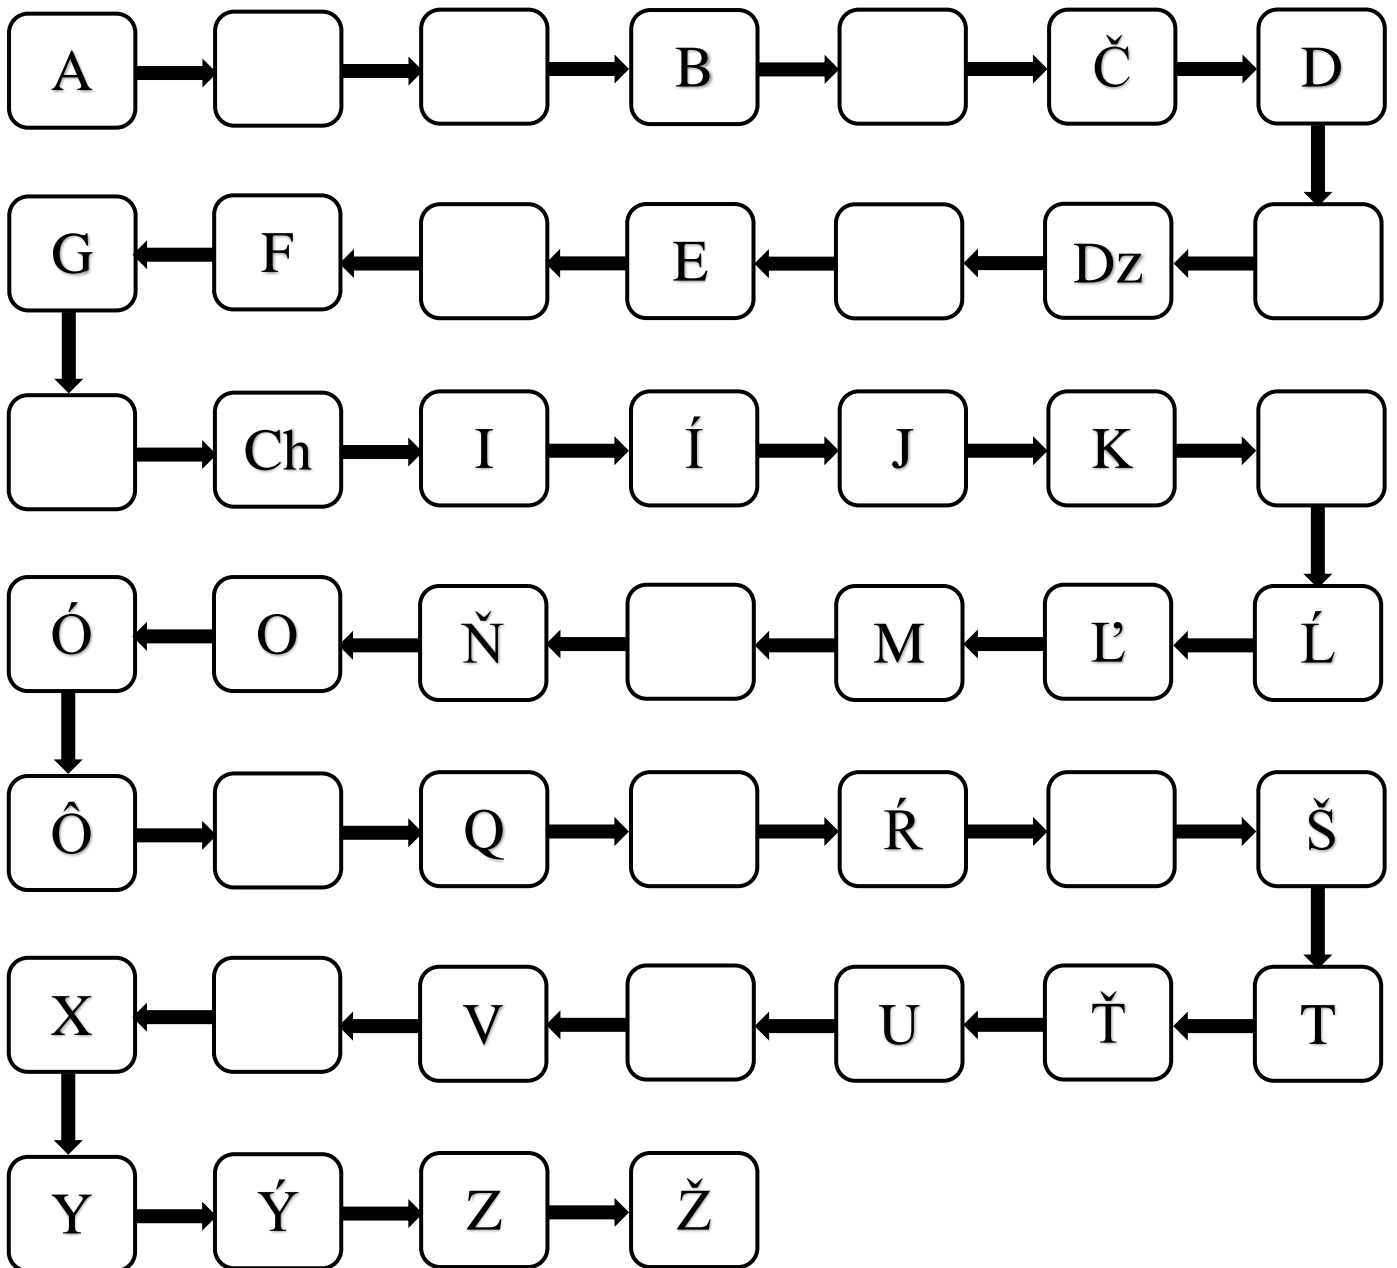 A B Č D
G F E Dz
Ch I Í J K
Ó O Ň M Ľ Ĺ
Ô Q Ŕ Š
X V U Ť T
Y Ý Z Ž